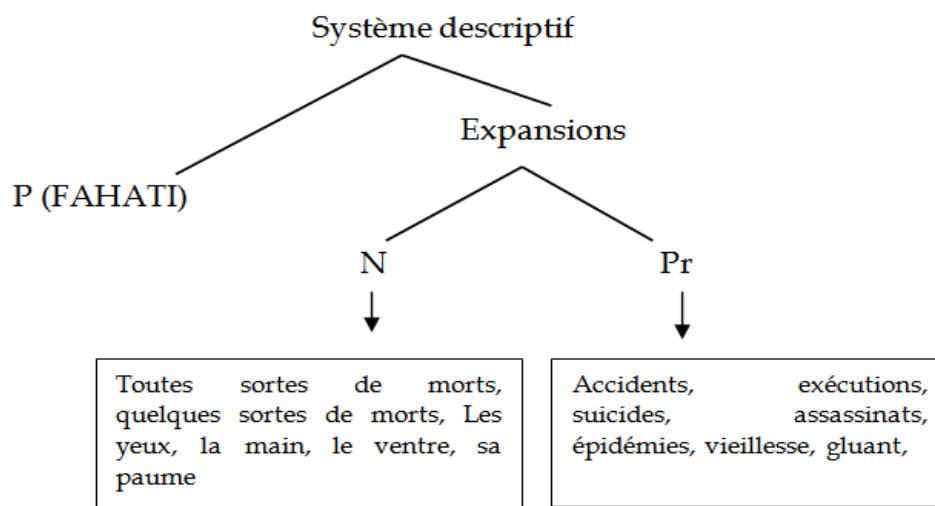 Système descriptif
Expansions
P (FAHATI)
N
Pr
Toutes sortes de morts,
quelques sortes de morts, Les
yeux, la main, le ventre, sa
paume
Accidents, exécutions,
suicides, assassinats,
épidémies, vieillesse, gluant,